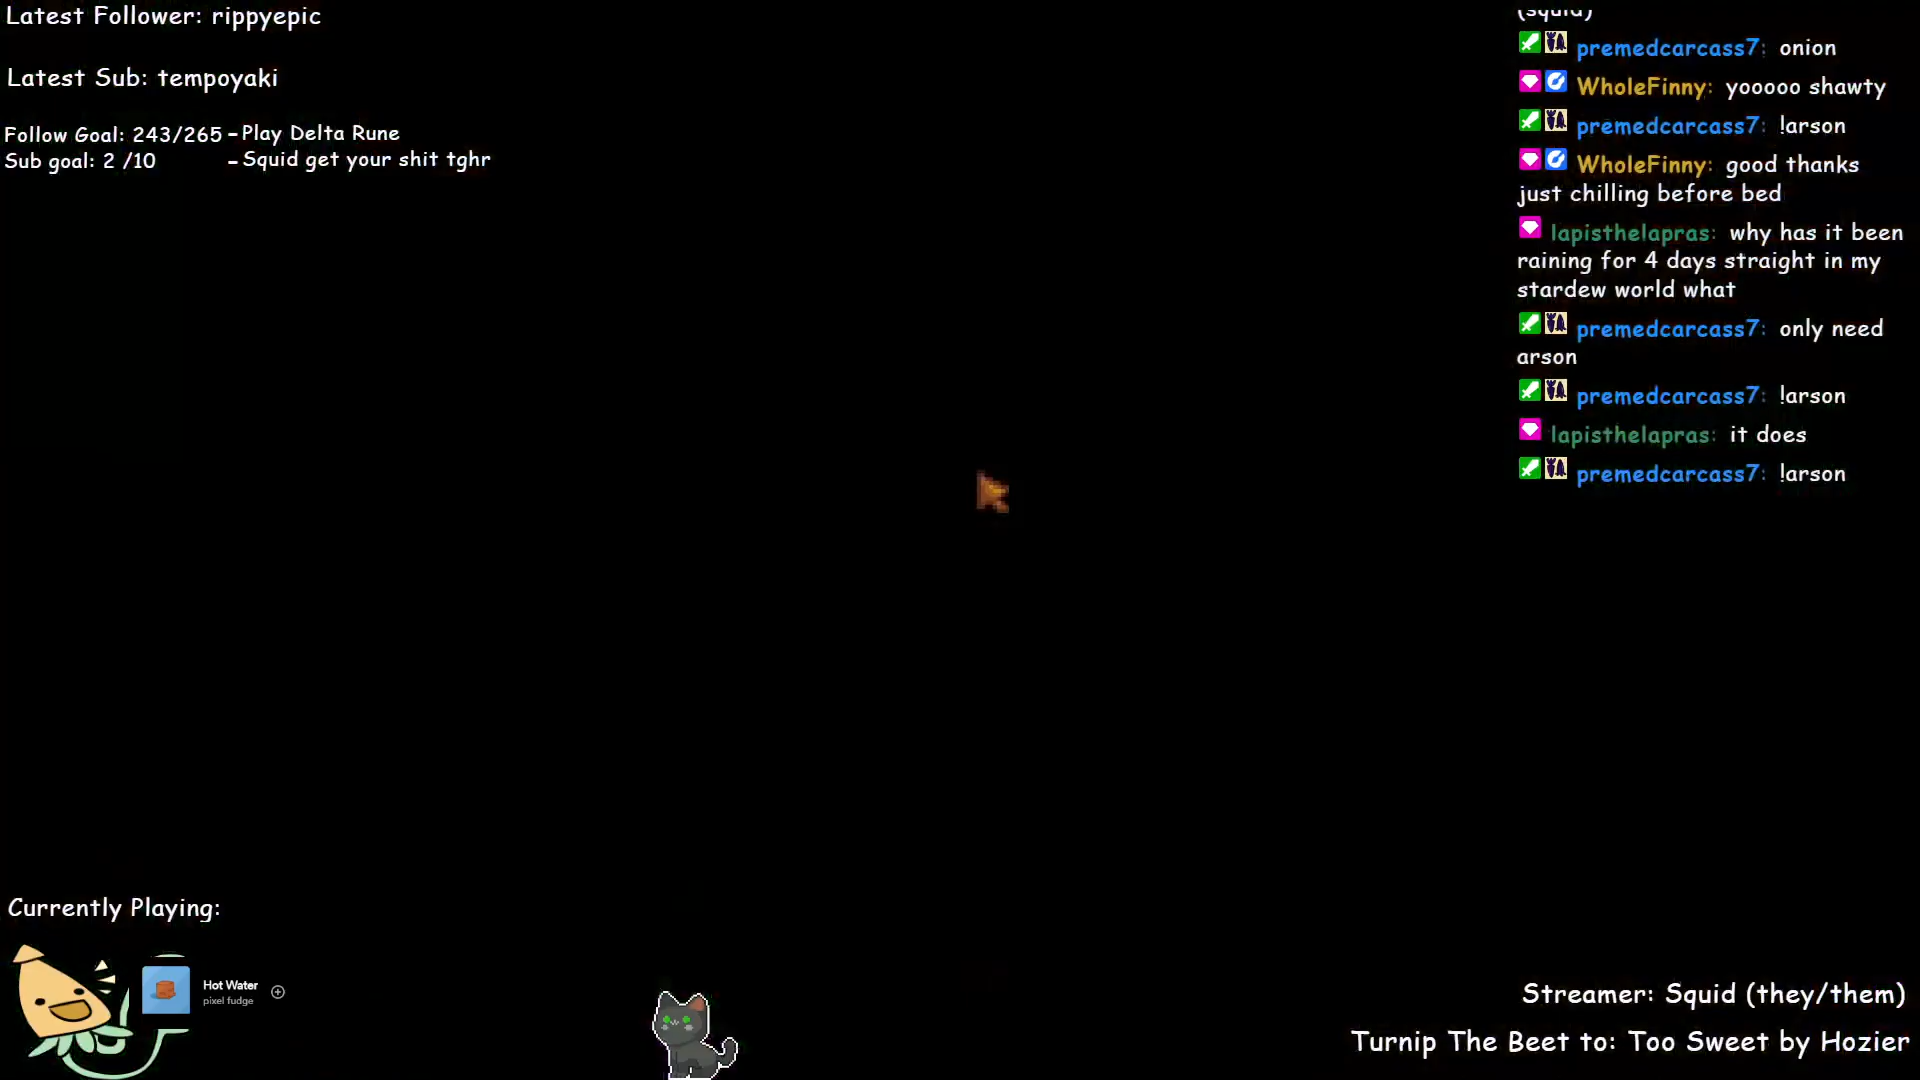 Latest Follower: rippyepic
Latest Sub: tempoyaki
Follow Goal: 243/265 -Play Delta Rune
Sub goal: 2 /10 -Squid get your shit tghr
(squid)
premedcarcass7: onion
WholeFinny: yooooo shawty
premedcarcass7: !arson
WholeFinny: good thanks
just chilling before bed
lapisthelapras: why has it been
raining for 4 days straight in my
stardew world what
premedcarcass7: only need
arson
premedcarcass7: !arson
lapisthelapras: it does
premedcarcass7: !arson
Currently Playing:
Hot Water
pixel fudge
Streamer: Squid (they/them)
Turnip The Beet to: Too Sweet by Hozier